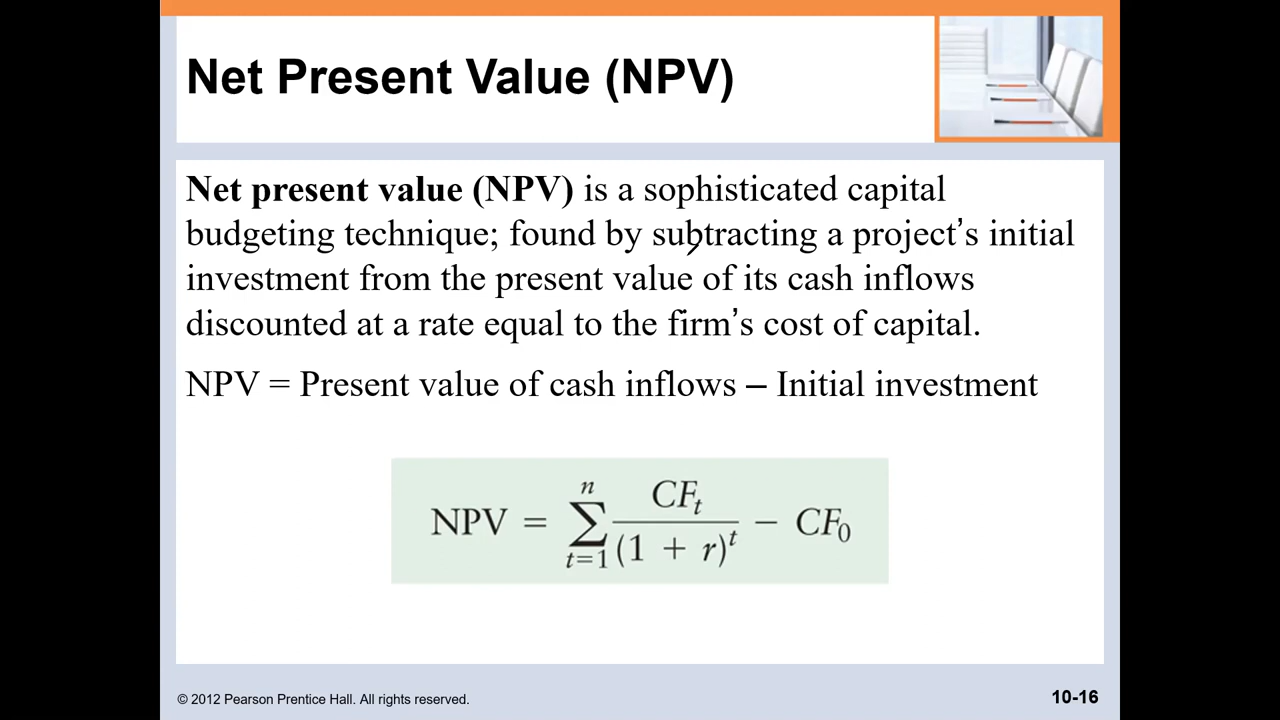 Net Present Value (NPV)
Net present value (NPV) is a sophisticated capital
budgeting technique; found by subtracting a project’s initial
investment from the present value of its cash inflows
discounted at a rate equal to the firm’s cost of capital.
NPV = Present value of cash inflows – Initial investment
NPV = ∑_{t=1}^{n} CF_t / (1 + r)^t − CF_0
© 2012 Pearson Prentice Hall. All rights reserved.
10-16